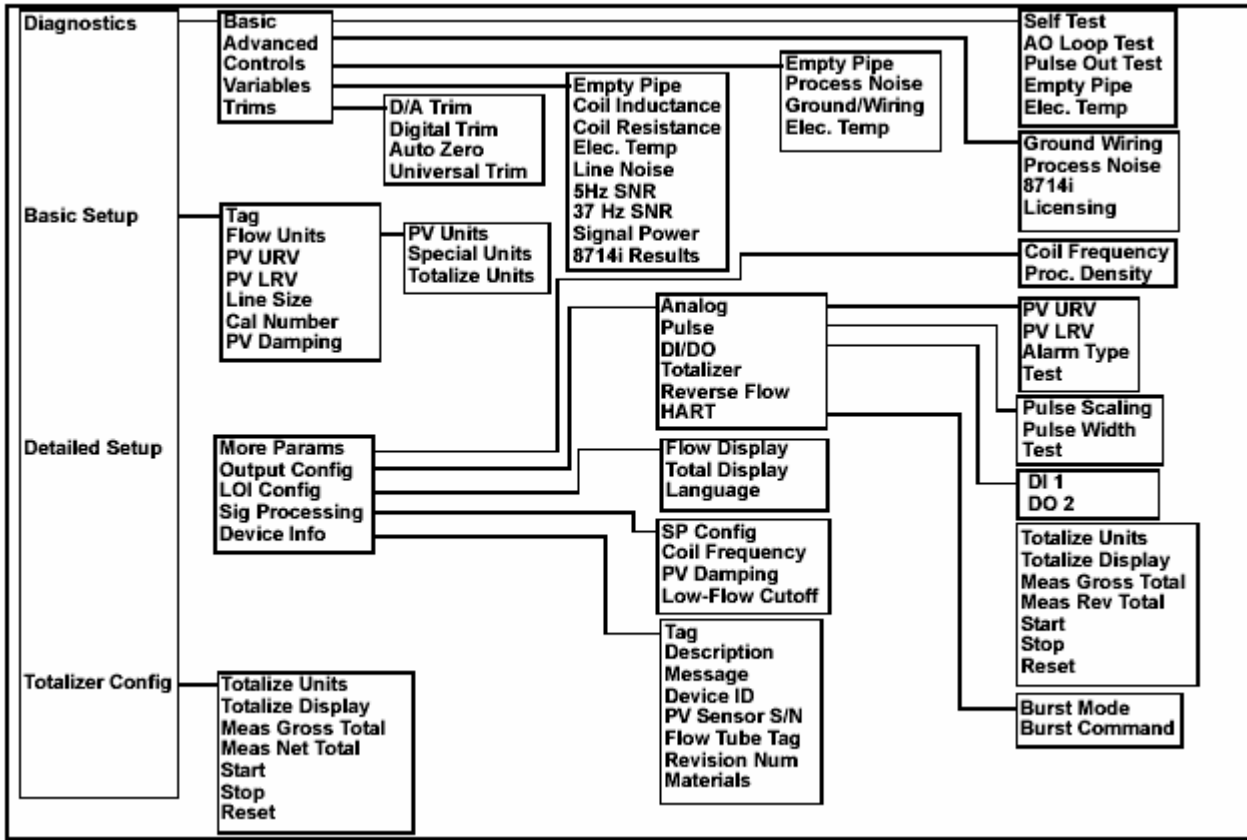 Diagnostics
Basic
Advanced
Controls
Variables
Trims
D/A Trim
Digital Trim
Auto Zero
Universal Trim
Empty Pipe
Coil Inductance
Coil Resistance
Elec. Temp
Line Noise
5Hz SNR
37 Hz SNR
Signal Power
8714i Results
Empty Pipe
Process Noise
Ground/Wiring
Elec. Temp
Self Test
AO Loop Test
Pulse Out Test
Empty Pipe
Elec. Temp
Ground Wiring
Process Noise
8714i
Licensing
Basic Setup
Tag
Flow Units
PV URV
PV LRV
Line Size
Cal Number
PV Damping
PV Units
Special Units
Totalize Units
Detailed Setup
More Params
Output Config
LOI Config
Sig Processing
Device Info
Coil Frequency
Proc. Density
Analog
Pulse
DI/DO
Totalizer
Reverse Flow
HART
PV URV
PV LRV
Alarm Type
Test
Pulse Scaling
Pulse Width
Test
DI 1
DO 2
Totalize Units
Totalize Display
Meas Gross Total
Meas Rev Total
Start
Stop
Reset
Burst Mode
Burst Command
Flow Display
Total Display
Language
SP Config
Coil Frequency
PV Damping
Low-Flow Cutoff
Tag
Description
Message
Device ID
PV Sensor S/N
Flow Tube Tag
Revision Num
Materials
Totalizer Config
Totalize Units
Totalize Display
Meas Gross Total
Meas Net Total
Start
Stop
Reset